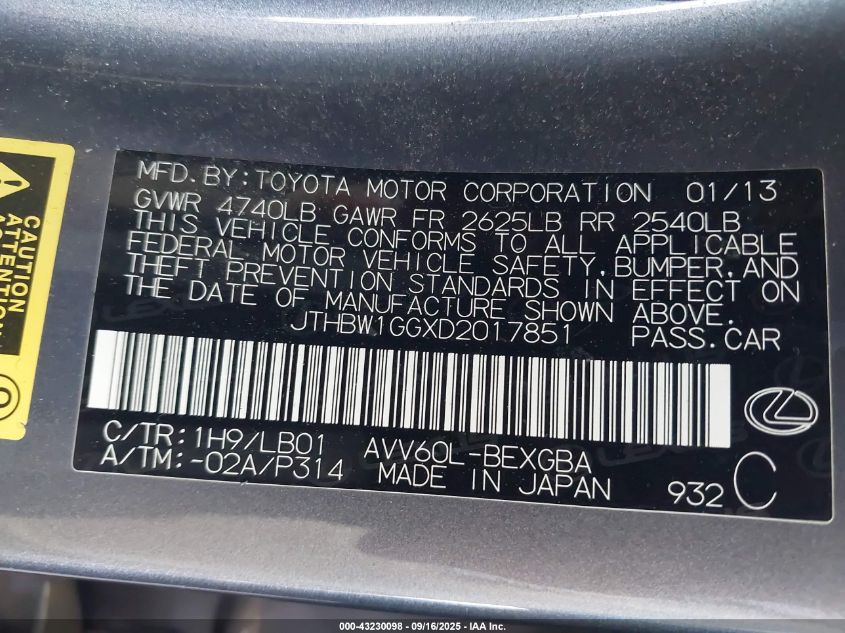 MFD. BY: TOYOTA MOTOR CORPORATION 01/13
GVWR 4740LB GAWR FR 2625LB RR 2540LB
THIS VEHICLE CONFORMS TO ALL APPLICABLE
FEDERAL MOTOR VEHICLE SAFETY, BUMPER, AND
THEFT PREVENTION STANDARDS IN EFFECT ON
THE DATE OF MANUFACTURE SHOWN ABOVE.
JTHBW1GGXD2017851 PASS.CAR
C/TR: 1H9/LB01 AVV60L-BEXGBA
A/TM: -02A/P314 MADE IN JAPAN 932 C
CAUTION
ATTENTION
000-43230098 - 09/16/2025 - IAA Inc.